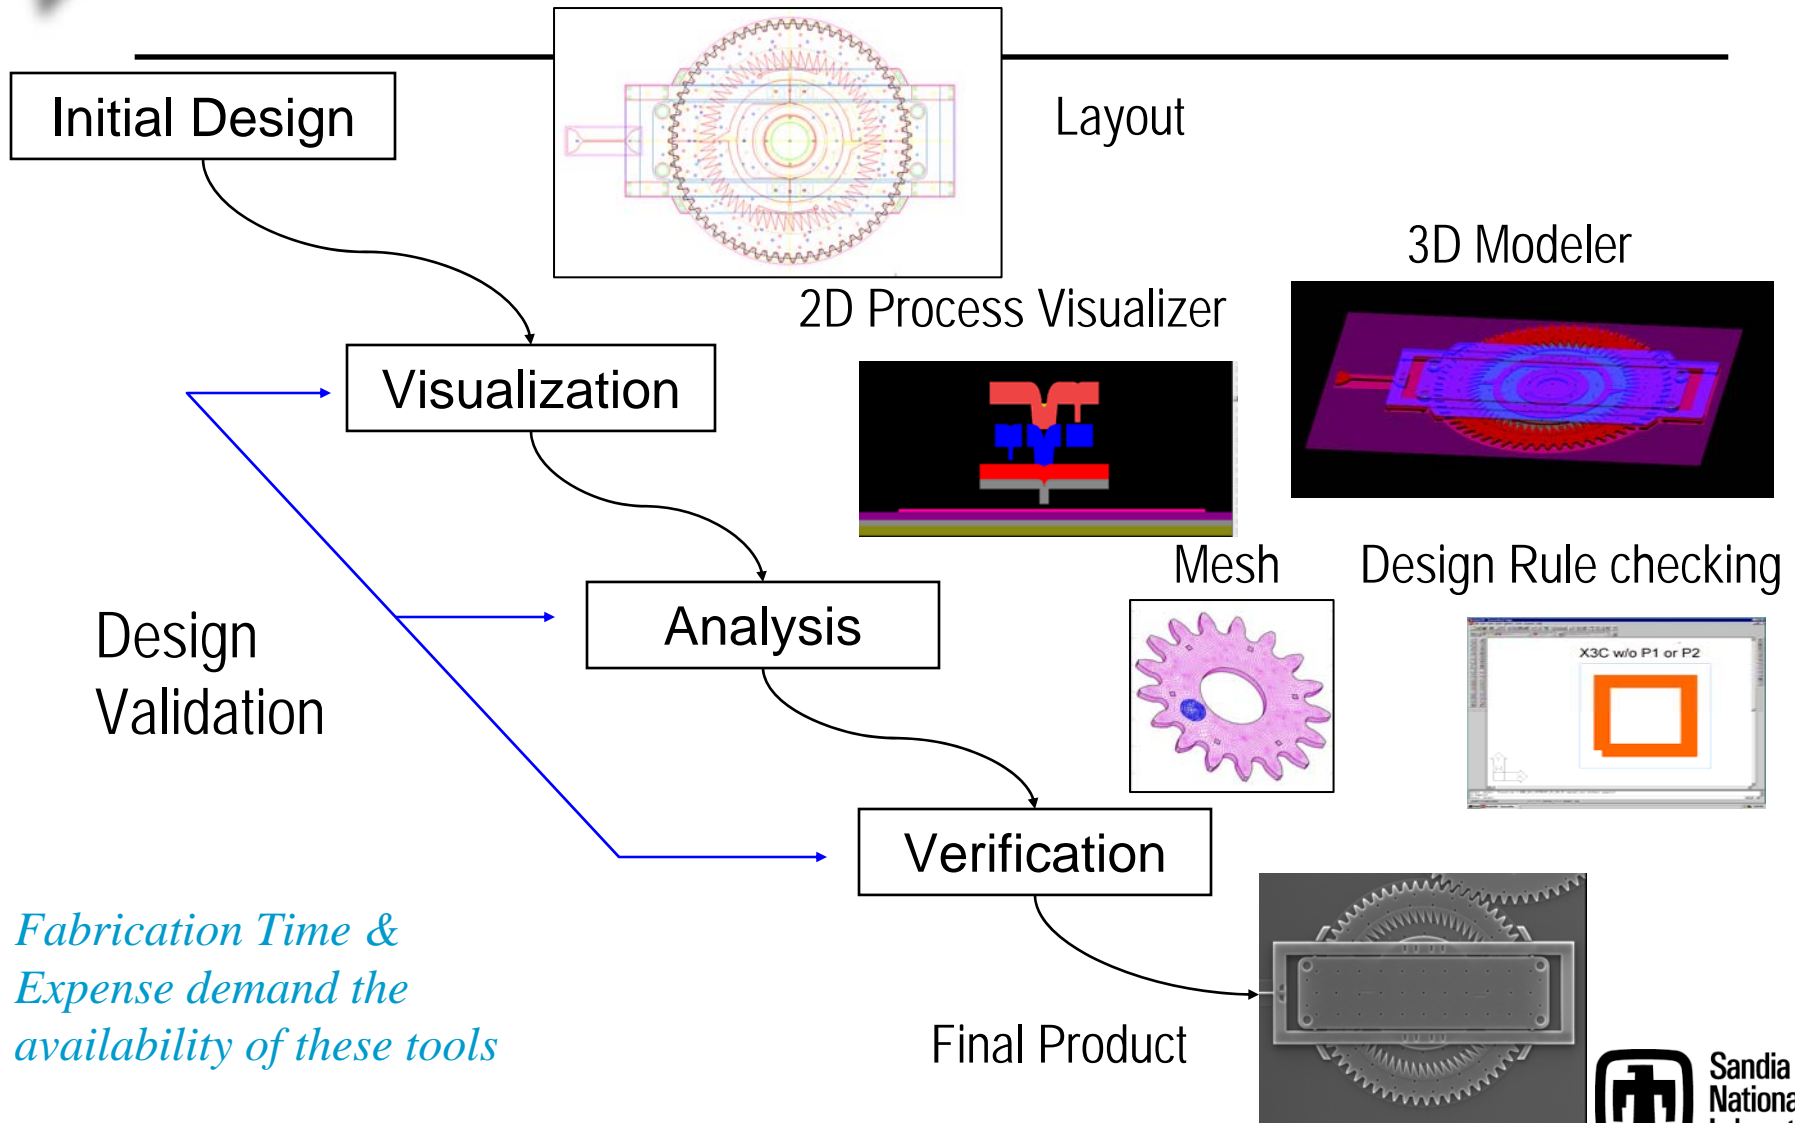 Initial Design
Layout
3D Modeler
2D Process Visualizer
Visualization
Mesh
Design Rule checking
X3C w/o P1 or P2
Analysis
Design
Validation
Verification
Fabrication Time &
Expense demand the
availability of these tools
Final Product
Sandia